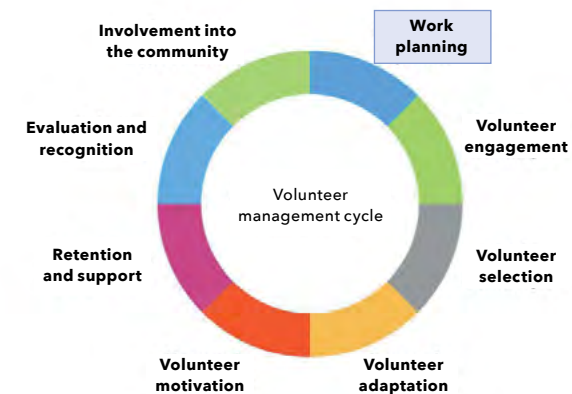 Work
planning
Volunteer
engagement
Volunteer
selection
Volunteer
adaptation
Volunteer
motivation
Retention
and support
Evaluation and
recognition
Involvement into
the community
Volunteer
management cycle